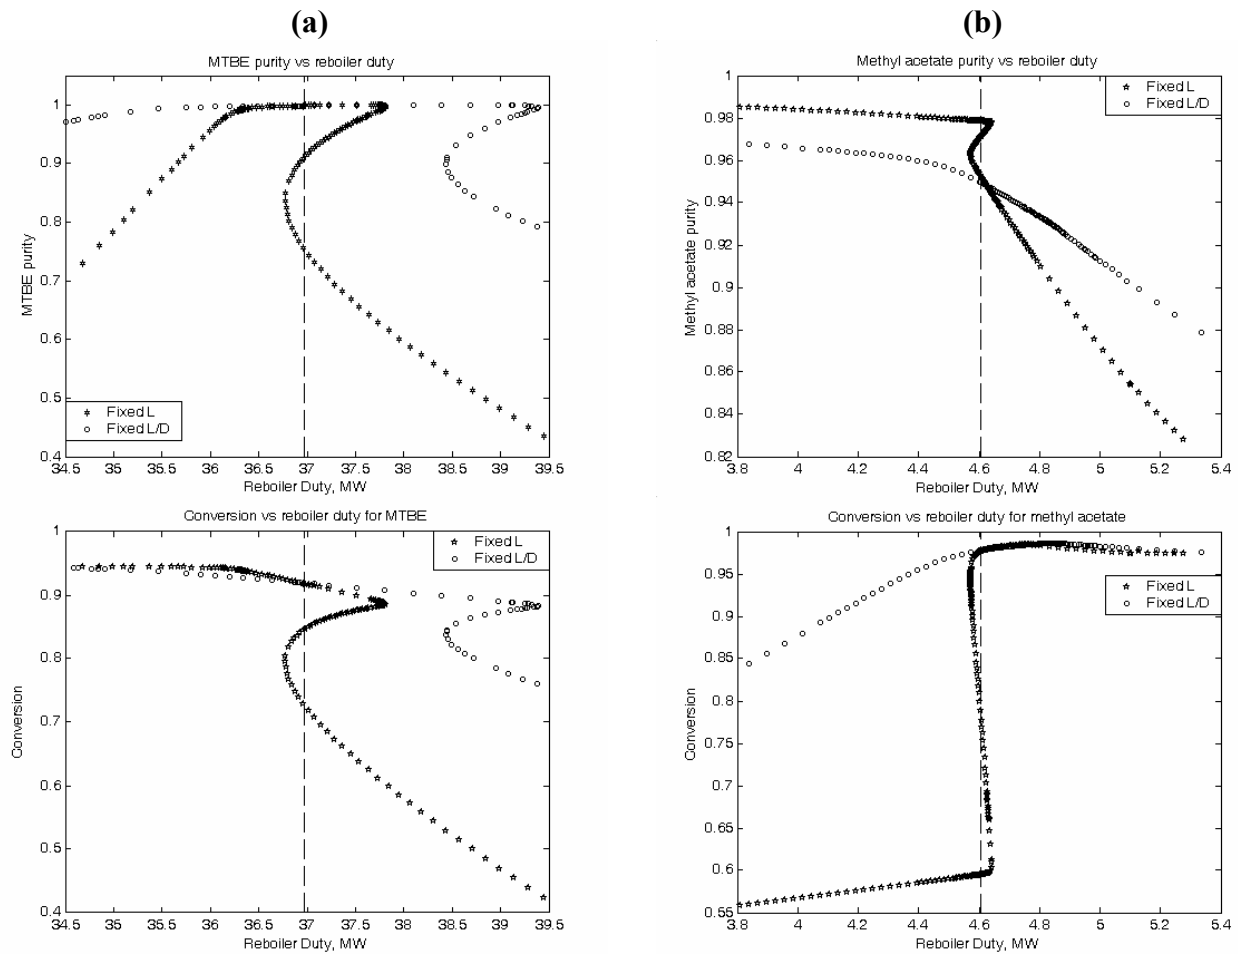 (a)
(b)
MTBE purity vs reboiler duty
1
0.9
0.8
0.7
0.6
0.5
0.4
MTBE purity
Fixed L
Fixed L/D
34.5 35 35.5 36 36.5 37 37.5 38 38.5 39 39.5
Reboiler Duty, MW
Methyl acetate purity vs reboiler duty
1
0.98
0.96
0.94
0.92
0.9
0.88
0.86
0.84
0.82
Methyl acetate purity
Fixed L
Fixed L/D
3.8 4 4.2 4.4 4.6 4.8 5 5.2 5.4
Reboiler Duty, MW
Conversion vs reboiler duty for MTBE
1
0.9
0.8
0.7
0.6
0.5
0.4
Conversion
Fixed L
Fixed L/D
34.5 35 35.5 36 36.5 37 37.5 38 38.5 39 39.5
Reboiler Duty, MW
Conversion vs reboiler duty for methyl acetate
1
0.95
0.9
0.85
0.8
0.75
0.7
0.65
0.6
0.55
Conversion
Fixed L
Fixed L/D
3.8 4 4.2 4.4 4.6 4.8 5 5.2 5.4
Reboiler Duty, MW